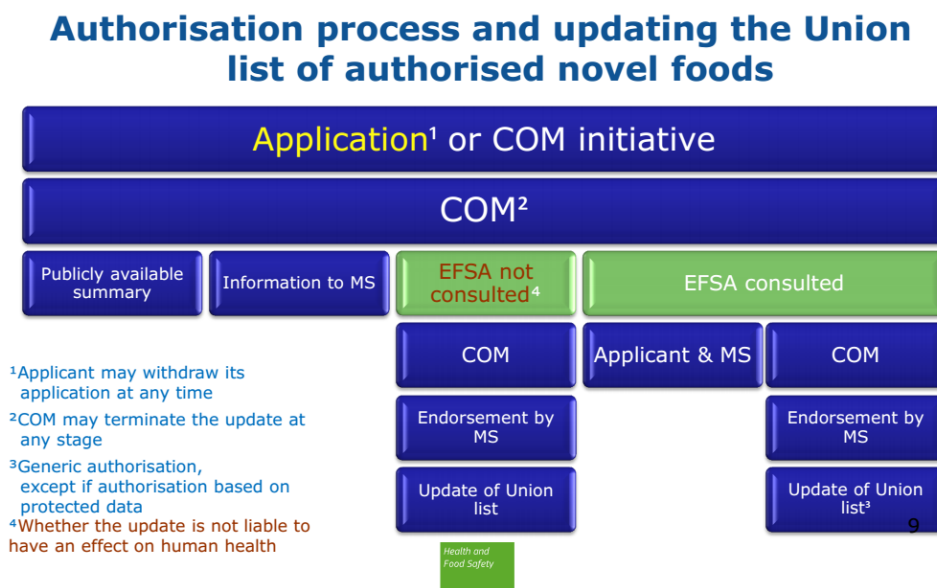 Authorisation process and updating the Union
list of authorised novel foods
Application¹ or COM initiative
COM²
Publicly available
summary
Information to MS
EFSA not
consulted⁴
EFSA consulted
COM
Applicant & MS
COM
Endorsement by
MS
Endorsement by
MS
Update of Union
list
Update of Union
list³
¹Applicant may withdraw its
application at any time
²COM may terminate the update at
any stage
³Generic authorisation,
except if authorisation based on
protected data
⁴Whether the update is not liable to
have an effect on human health
9
Health and
Food Safety